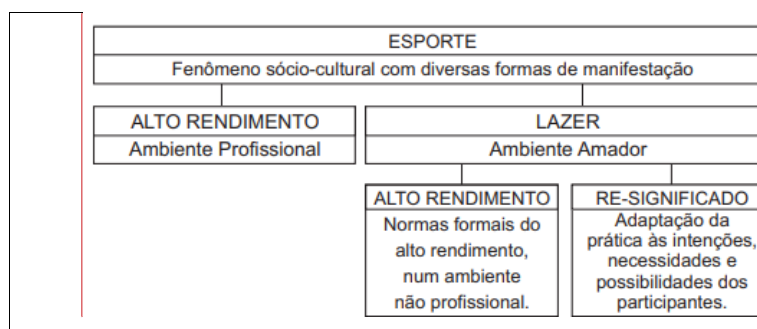 ESPORTE
Fenômeno sócio-cultural com diversas formas de manifestação
ALTO RENDIMENTO
Ambiente Profissional
LAZER
Ambiente Amador
ALTO RENDIMENTO
Normas formais do
alto rendimento,
num ambiente
não profissional.
RE-SIGNIFICADO
Adaptação da
prática às intenções,
necessidades e
possibilidades dos
participantes.